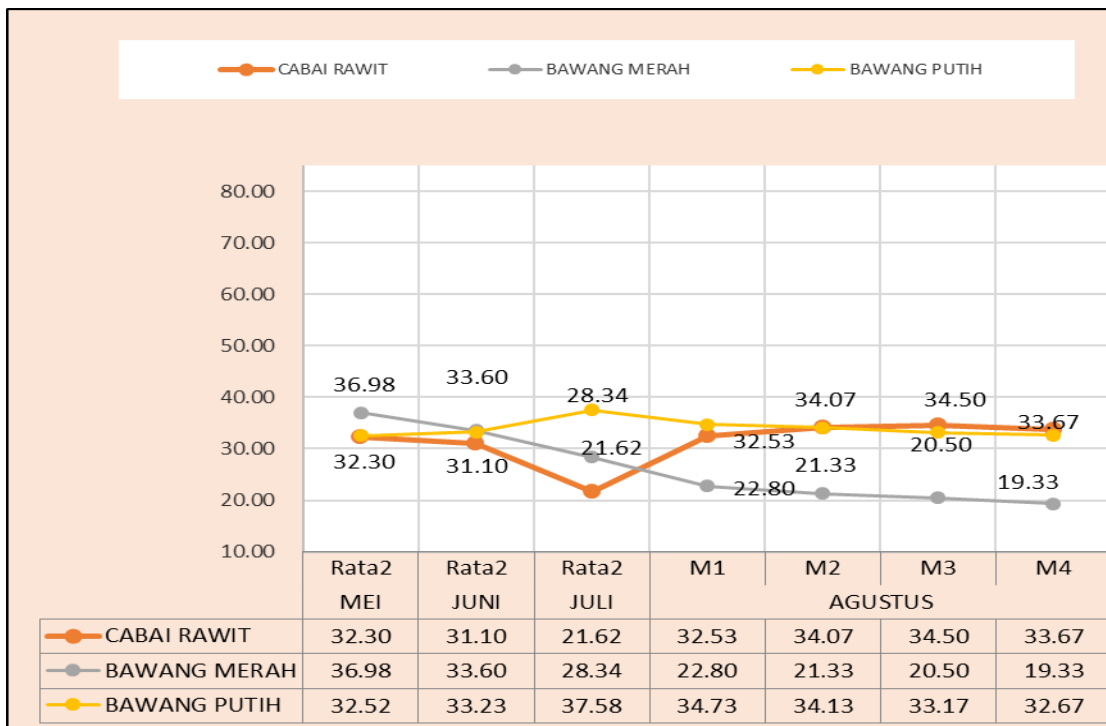 CABAI RAWIT BAWANG MERAH BAWANG PUTIH
80.00
70.00
60.00
50.00
40.00
30.00
20.00
10.00
36.98 33.60 28.34 34.07 34.50 33.67
32.30 31.10 21.62 32.53 21.33 20.50
22.80 19.33
Rata2 Rata2 Rata2 M1 M2 M3 M4
MEI JUNI JULI AGUSTUS
CABAI RAWIT 32.30 31.10 21.62 32.53 34.07 34.50 33.67
BAWANG MERAH 36.98 33.60 28.34 22.80 21.33 20.50 19.33
BAWANG PUTIH 32.52 33.23 37.58 34.73 34.13 33.17 32.67